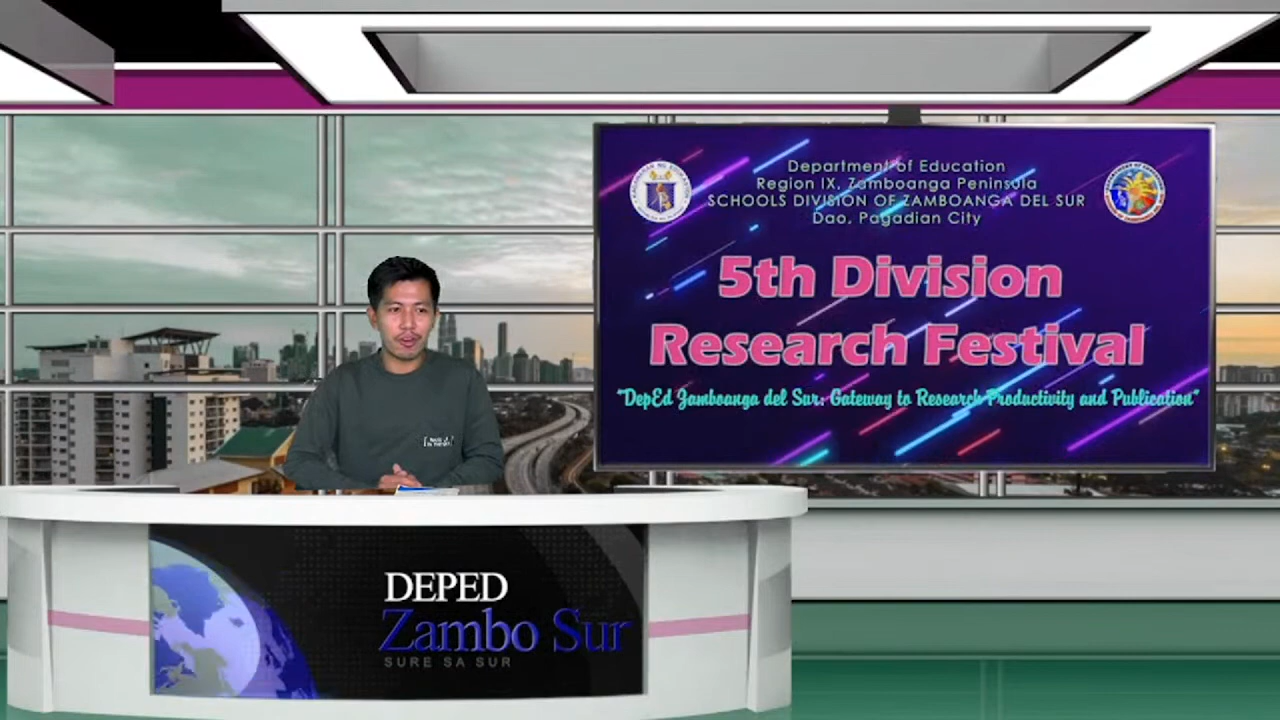 Department of Education
Region IX, Zamboanga Peninsula
SCHOOLS DIVISION OF ZAMBOANGA DEL SUR
Dao, Pagadian City
5th Division
Research Festival
"DepEd Zamboanga del Sur: Gateway to Research Productivity and Publication"
DEPED
Zambo Sur
SURE SA SUR